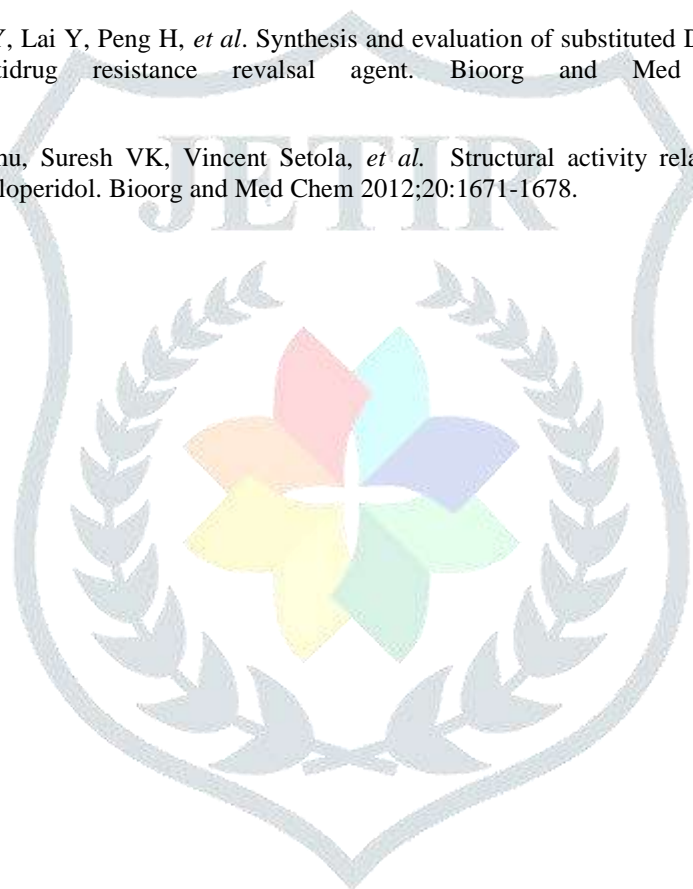 Y, Lai Y, Peng H, et al. Synthesis and evaluation of substituted
tidrug resistance revalsal agent. Bioorg and Med
nu, Suresh VK, Vincent Setola, et al. Structural activity rela
loperidol. Bioorg and Med Chem 2012;20:1671-1678.
JETIR